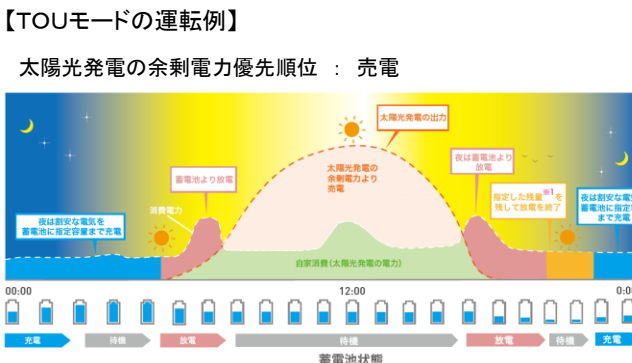 【TOUモードの運転例】
太陽光発電の余剰電力優先順位 : 売電
太陽光発電の出力
太陽光発電の
余剰電力より
売電
夜は蓄電池より
放電
蓄電池より放電
消費電力
指定した残量※1を
残して放電を終了
夜は割安な電気を
蓄電池に指定容量まで充電
夜は割安な電気
蓄電池に指定容
まで充電
自家消費(太陽光発電の電力)
00:00
12:00
0:0
充電
待機
放電
待機
放電
待機
充電
蓄電池状態